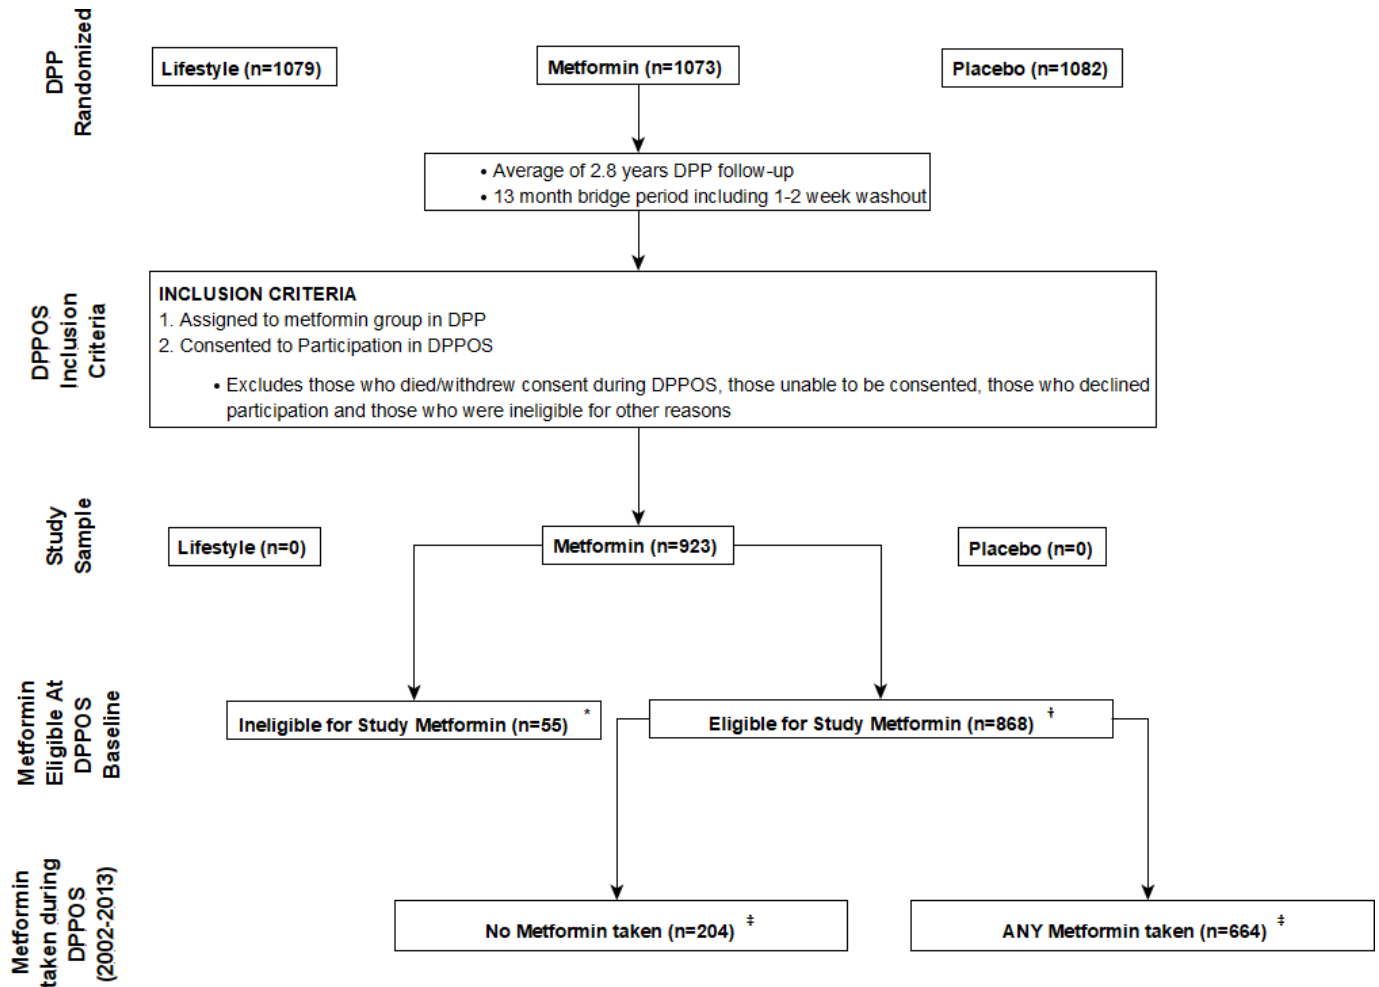 DPP
Randomized
Lifestyle (n=1079)
Metformin (n=1073)
Placebo (n=1082)
• Average of 2.8 years DPP follow-up
• 13 month bridge period including 1-2 week washout
DPPOS
Inclusion
Criteria
INCLUSION CRITERIA
1. Assigned to metformin group in DPP
2. Consented to Participation in DPPOS
• Excludes those who died/withdrew consent during DPPOS, those unable to be consented, those who declined
participation and those who were ineligible for other reasons
Study
Sample
Lifestyle (n=0)
Metformin (n=923)
Placebo (n=0)
Metformin
Eligible At
DPPOS
Baseline
Ineligible for Study Metformin (n=55) *
Eligible for Study Metformin (n=868) †
Metformin
taken during
DPPOS
(2002-2013)
No Metformin taken (n=204) ‡
ANY Metformin taken (n=664) ‡